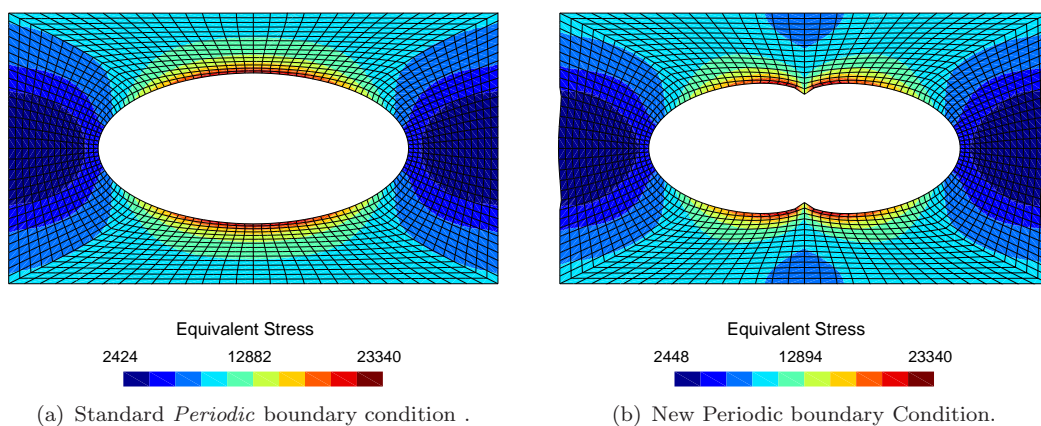 Equivalent Stress
2424 12882 23340
(a) Standard Periodic boundary condition .
Equivalent Stress
2448 12894 23340
(b) New Periodic boundary Condition.